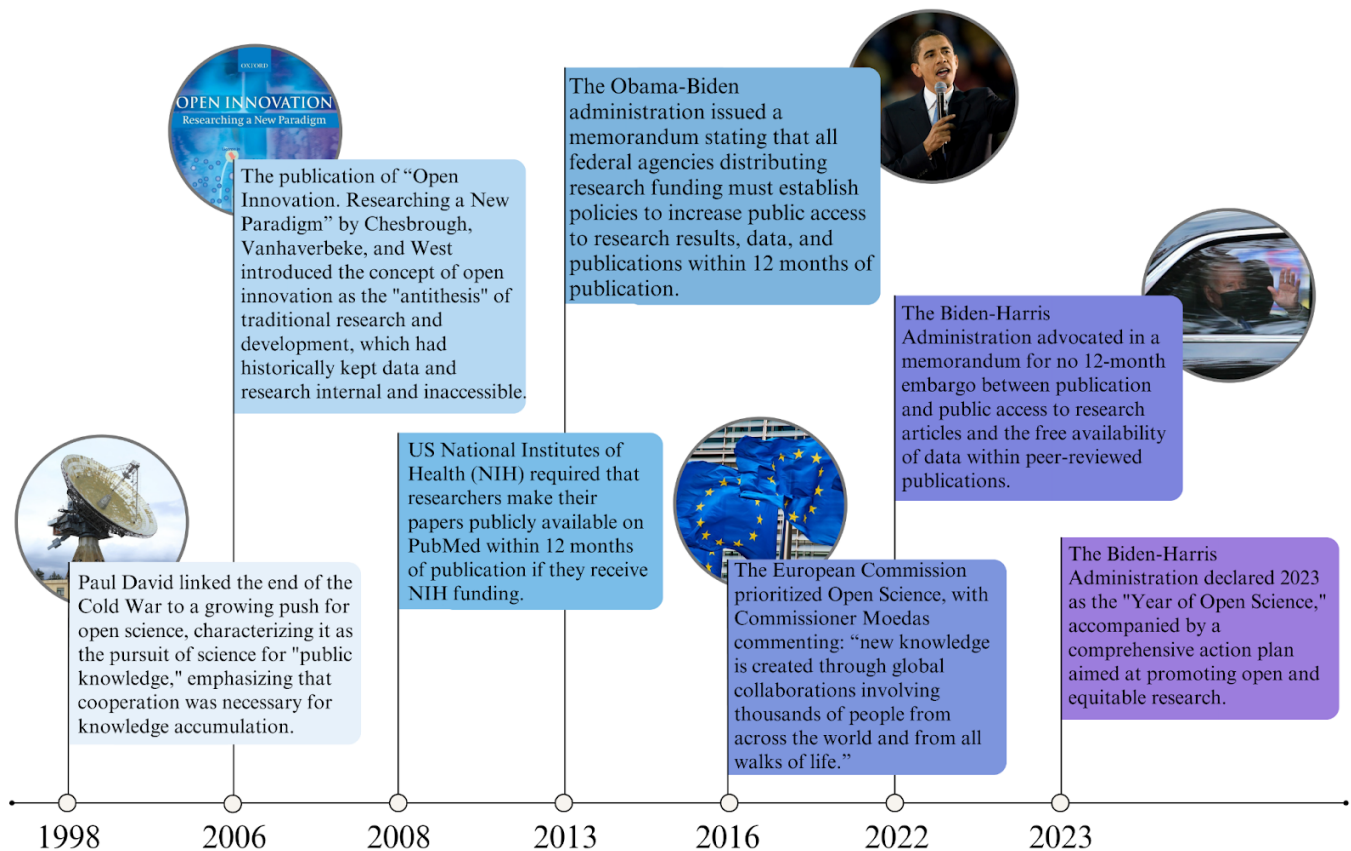 OXFORD
OPEN INNOVATION
Researching a New Paradigm
The publication of “Open
Innovation. Researching a New
Paradigm” by Chesbrough,
Vanhaverbeke, and West
introduced the concept of open
innovation as the "antithesis" of
traditional research and
development, which had
historically kept data and
research internal and inaccessible.
The Obama-Biden
administration issued a
memorandum stating that all
federal agencies distributing
research funding must establish
policies to increase public access
to research results, data, and
publications within 12 months of
publication.
The Biden-Harris
Administration advocated in a
memorandum for no 12-month
embargo between publication
and public access to research
articles and the free availability
of data within peer-reviewed
publications.
US National Institutes of
Health (NIH) required that
researchers make their
papers publicly available on
PubMed within 12 months
of publication if they receive
NIH funding.
Paul David linked the end of the
Cold War to a growing push for
open science, characterizing it as
the pursuit of science for "public
knowledge," emphasizing that
cooperation was necessary for
knowledge accumulation.
The European Commission
prioritized Open Science, with
Commissioner Moedas
commenting: “new knowledge
is created through global
collaborations involving
thousands of people from
across the world and from all
walks of life.”
The Biden-Harris
Administration declared 2023
as the "Year of Open Science,"
accompanied by a
comprehensive action plan
aimed at promoting open and
equitable research.
1998 2006 2008 2013 2016 2022 2023